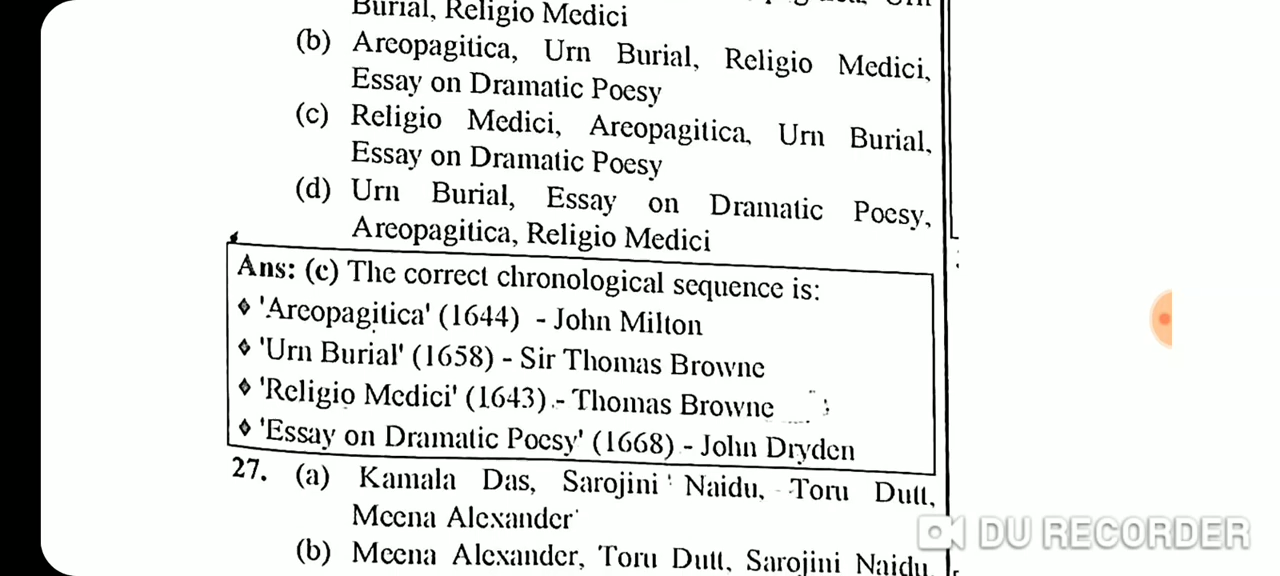 Burial, Religio Medici
(b) Areopagitica, Urn Burial, Religio Medici,
Essay on Dramatic Poesy
(c) Religio Medici, Areopagitica, Urn Burial,
Essay on Dramatic Poesy
(d) Urn Burial, Essay on Dramatic Poesy,
Areopagitica, Religio Medici
Ans: (c) The correct chronological sequence is:
'Areopagitica' (1644) - John Milton
'Urn Burial' (1658) - Sir Thomas Browne
'Religio Medici' (1643) - Thomas Browne
'Essay on Dramatic Poesy' (1668) - John Dryden
27. (a) Kamala Das, Sarojini Naidu, Toru Dutt,
Meena Alexander
(b) Meena Alexander, Toru Dutt, Sarojini Naidu,
DU RECORDER